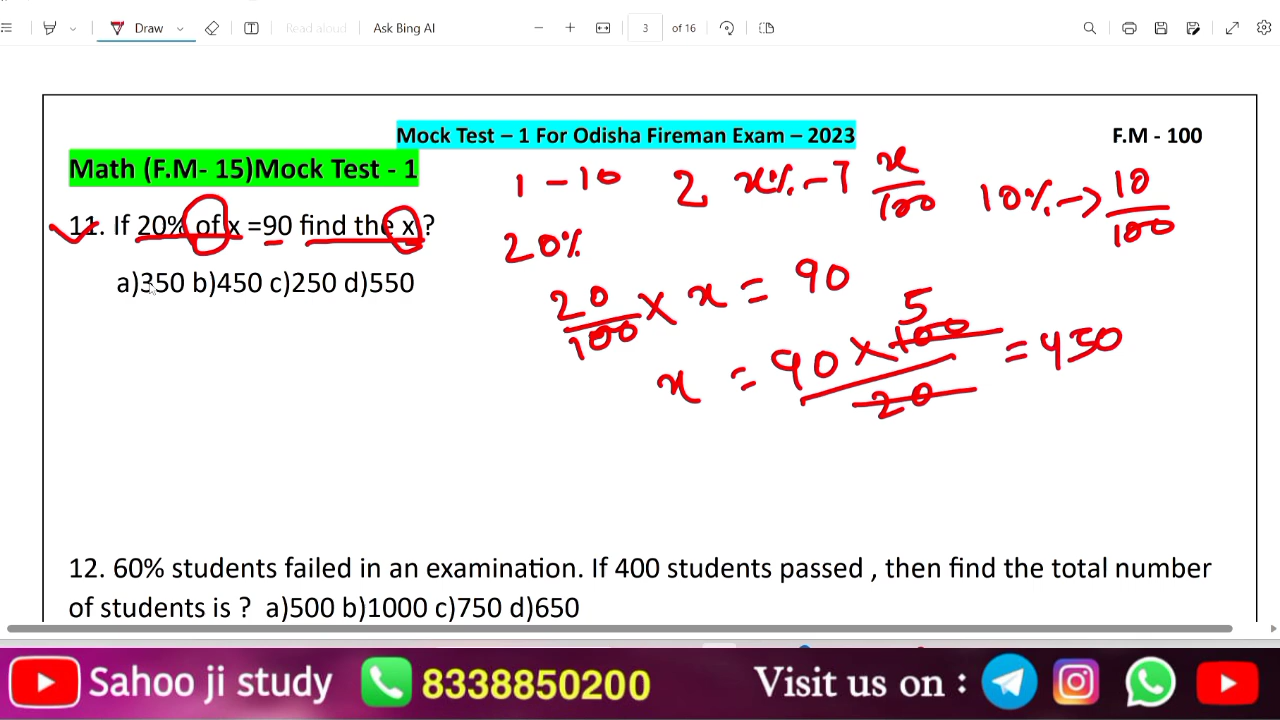 Draw
Read aloud
Ask Bing AI
3 of 16
Mock Test – 1 For Odisha Fireman Exam – 2023
F.M - 100
Math (F.M- 15)Mock Test - 1
1 - 10
2
x% → x/100
10% → 10/100
11. If 20% of x =90 find the x ?
20%
a)350 b)450 c)250 d)550
20/100 × x = 90
5
x = 90 × 100/20 = 450
12. 60% students failed in an examination. If 400 students passed , then find the total number
of students is ? a)500 b)1000 c)750 d)650
Sahoo ji study
8338850200
Visit us on :